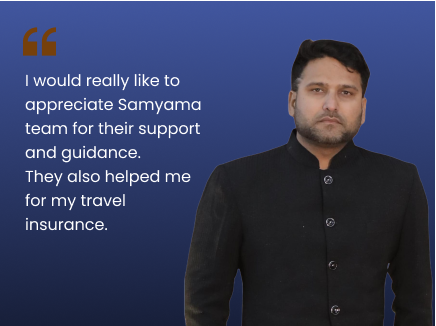 I would really like to
appreciate Samyama
team for their support
and guidance.
They also helped me
for my travel
insurance.